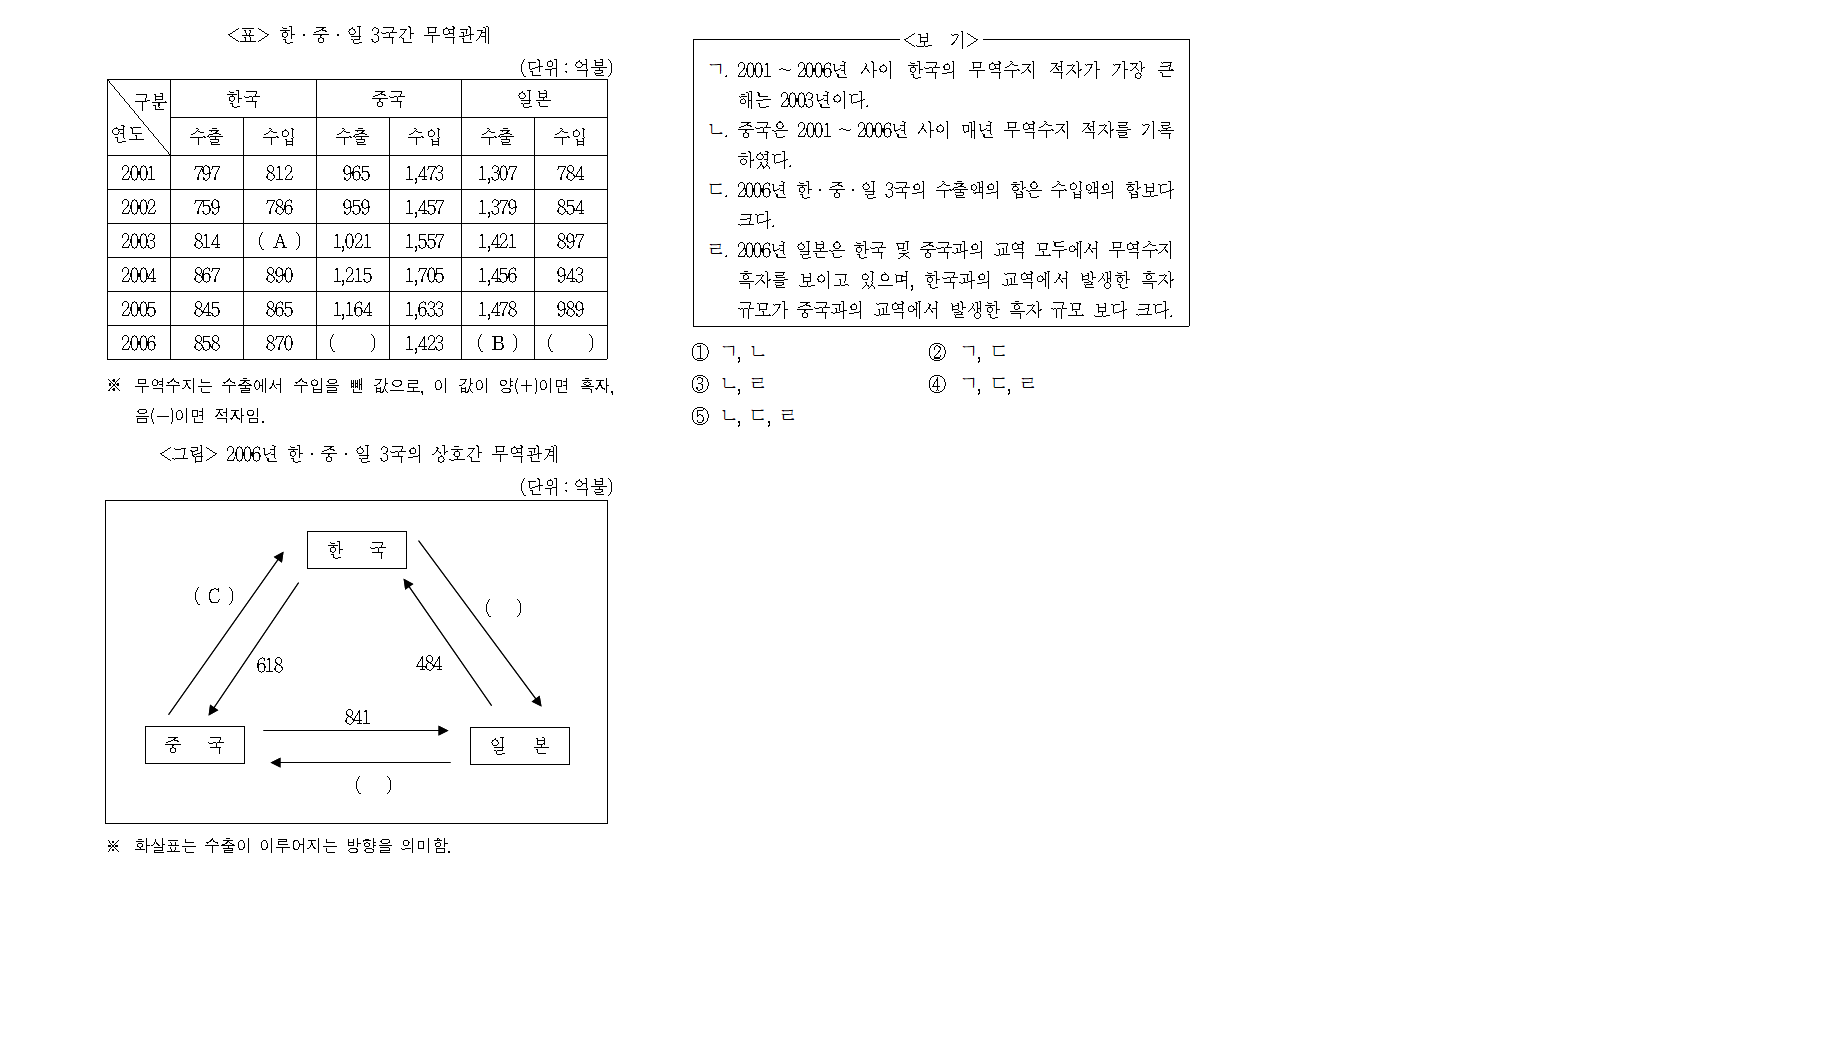 <표> 한·중·일 3국간 무역관계
(단위 : 억불)
구분 한국 중국 일본
연도 수출 수입 수출 수입 수출 수입
2001 797 812 965 1,473 1,307 784
2002 759 786 959 1,457 1,379 854
2003 814 ( A ) 1,021 1,557 1,421 897
2004 867 890 1,215 1,705 1,456 943
2005 845 865 1,164 1,633 1,478 989
2006 858 870 ( ) 1,423 ( B ) ( )
※ 무역수지는 수출에서 수입을 뺀 값으로, 이 값이 양(+)이면 흑자,
음(-)이면 적자임.
<그림> 2006년 한·중·일 3국의 상호간 무역관계
(단위 : 억불)
한 국
( C )
( )
618
484
841
중 국
일 본
( )
※ 화살표는 수출이 이루어지는 방향을 의미함.
<보 기>
ㄱ. 2001 ~ 2006년 사이 한국의 무역수지 적자가 가장 큰
해는 2003년이다.
ㄴ. 중국은 2001 ~ 2006년 사이 매년 무역수지 적자를 기록
하였다.
ㄷ. 2006년 한·중·일 3국의 수출액의 합은 수입액의 합보다
크다.
ㄹ. 2006년 일본은 한국 및 중국과의 교역 모두에서 무역수지
흑자를 보이고 있으며, 한국과의 교역에서 발생한 흑자
규모가 중국과의 교역에서 발생한 흑자 규모 보다 크다.
① ㄱ, ㄴ
② ㄱ, ㄷ
③ ㄴ, ㄹ
④ ㄱ, ㄷ, ㄹ
⑤ ㄴ, ㄷ, ㄹ